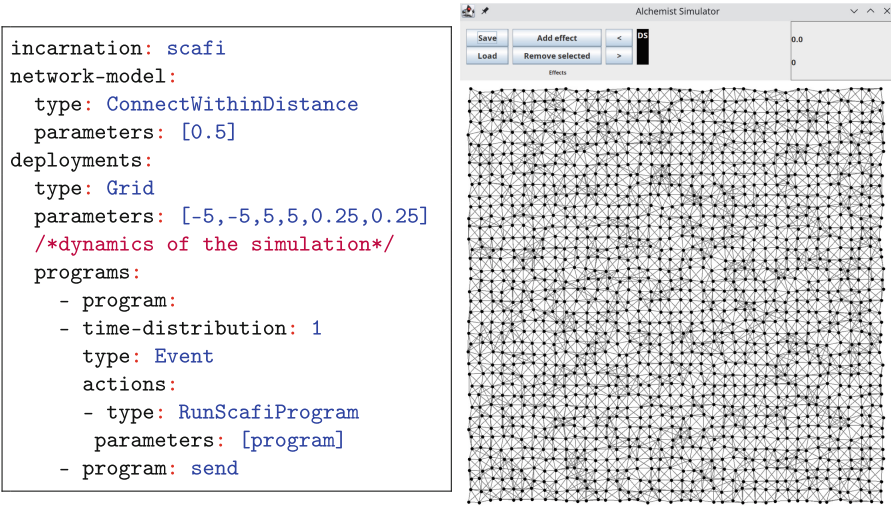 incarnation: scafi
network-model:
  type: ConnectWithinDistance
  parameters: [0.5]
deployments:
  type: Grid
  parameters: [-5,-5,5,5,0.25,0.25]
  /*dynamics of the simulation*/
  programs:
    - program:
    - time-distribution: 1
      type: Event
      actions:
      - type: RunScafiProgram
       parameters: [program]
    - program: send
Alchemist Simulator
Save Add effect < DS
Load Remove selected >
Effects
0.0
0